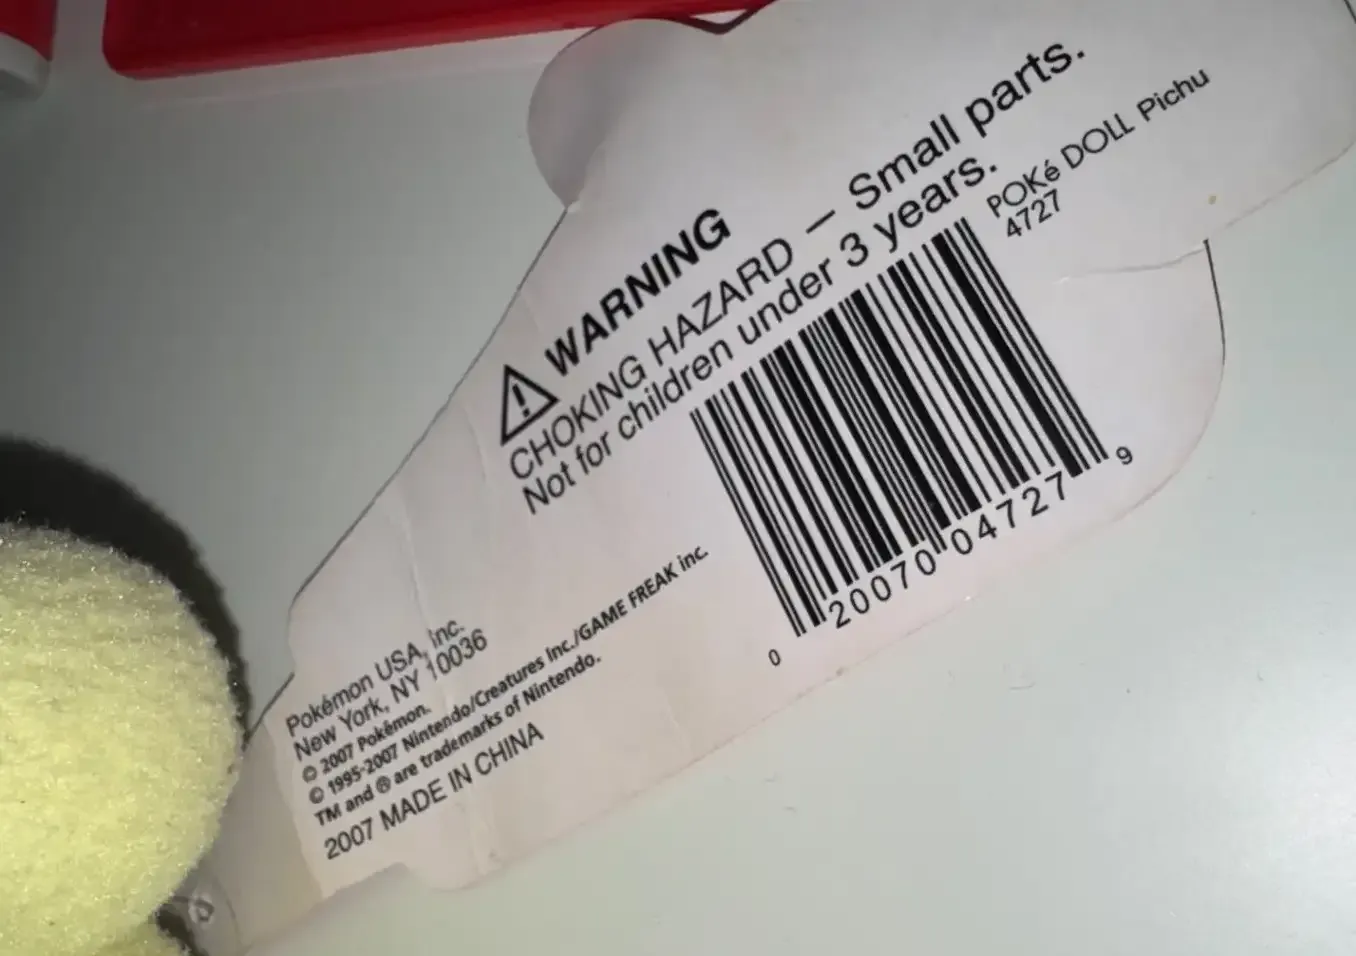 WARNING
CHOKING HAZARD — Small parts.
Not for children under 3 years.
POKé DOLL Pichu
4727
0 20070 04727 9
Pokémon USA, Inc.
New York, NY 10036
© 2007 Pokémon.
© 1995-2007 Nintendo/Creatures Inc./GAME FREAK inc.
TM and ® are trademarks of Nintendo.
2007 MADE IN CHINA